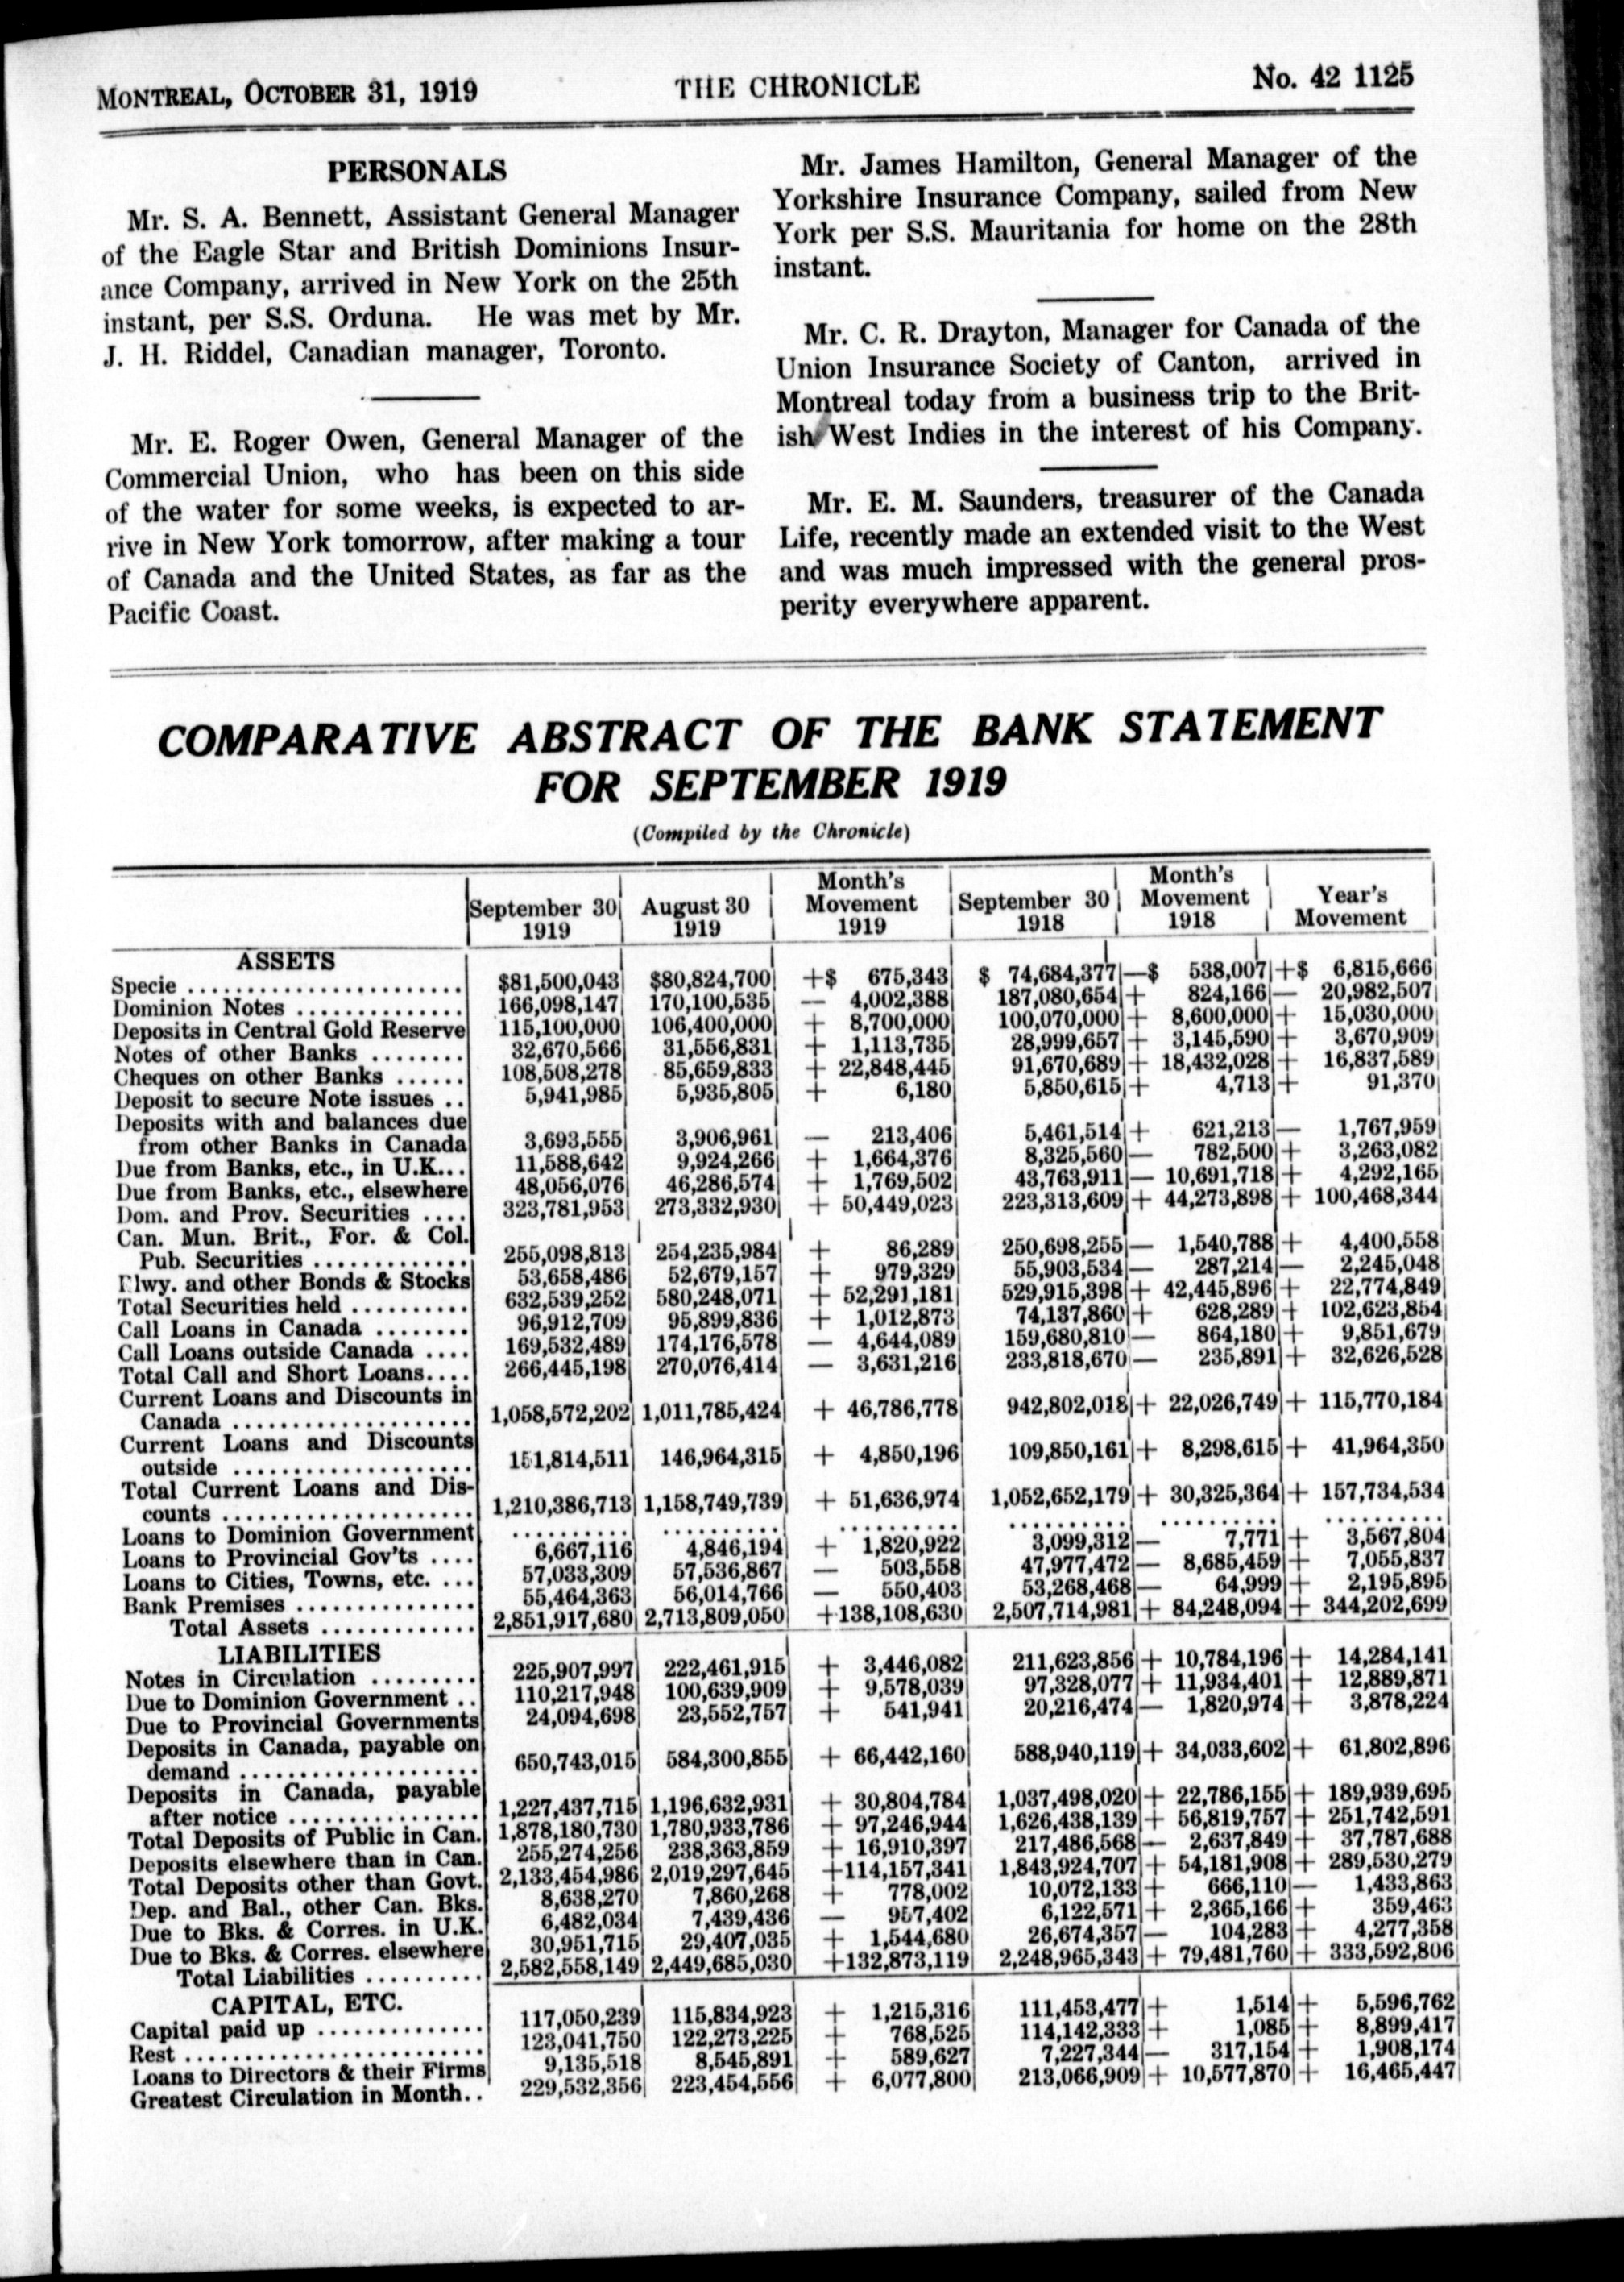 MONTREAL, OCTOBER 31, 1919 THE CHRONICLE No. 42 1125
PERSONALS
Mr. S. A. Bennett, Assistant General Manager
of the Eagle Star and British Dominions Insur-
ance Company, arrived in New York on the 25th
instant, per S.S. Orduna. He was met by Mr.
J. H. Riddel, Canadian manager, Toronto.
Mr. E. Roger Owen, General Manager of the
Commercial Union, who has been on this side
of the water for some weeks, is expected to ar-
rive in New York tomorrow, after making a tour
of Canada and the United States, as far as the
Pacific Coast.
Mr. James Hamilton, General Manager of the
Yorkshire Insurance Company, sailed from New
York per S.S. Mauritania for home on the 28th
instant.
Mr. C. R. Drayton, Manager for Canada of the
Union Insurance Society of Canton, arrived in
Montreal today from a business trip to the Brit-
ish West Indies in the interest of his Company.
Mr. E. M. Saunders, treasurer of the Canada
Life, recently made an extended visit to the West
and was much impressed with the general pros-
perity everywhere apparent.
COMPARATIVE ABSTRACT OF THE BANK STATEMENT
FOR SEPTEMBER 1919
(Compiled by the Chronicle)
September 30 1919 August 30 1919 Month's Movement 1919 September 30 1918 Month's Movement 1918 Year's Movement
ASSETS
Specie ....................... $81,500,043 $80,824,700 +$ 675,343 $ 74,684,377 —$ 538,007 +$ 6,815,666
Dominion Notes .............. 166,098,147 170,100,535 — 4,002,388 187,080,654 + 824,166 — 20,982,507
Deposits in Central Gold Reserve 115,100,000 106,400,000 + 8,700,000 100,070,000 + 8,600,000 + 15,030,000
Notes of other Banks ........ 32,670,566 31,556,831 + 1,113,735 28,999,657 + 3,145,590 + 3,670,909
Cheques on other Banks ...... 108,508,278 85,659,833 + 22,848,445 91,670,689 + 18,432,028 + 16,837,589
Deposit to secure Note issues .. 5,941,985 5,935,805 + 6,180 5,850,615 + 4,713 + 91,370
Deposits with and balances due
from other Banks in Canada 3,693,555 3,906,961 — 213,406 5,461,514 + 621,213 — 1,767,959
Due from Banks, etc., in U.K... 11,588,642 9,924,266 + 1,664,376 8,325,560 — 782,500 + 3,263,082
Due from Banks, etc., elsewhere 48,056,076 46,286,574 + 1,769,502 43,763,911 — 10,691,718 + 4,292,165
Dom. and Prov. Securities .... 323,781,953 273,332,930 + 50,449,023 223,313,609 + 44,273,898 + 100,468,344
Can. Mun. Brit., For. & Col.
Pub. Securities ............. 255,098,813 254,235,984 + 86,289 250,698,255 — 1,540,788 + 4,400,558
Rlwy. and other Bonds & Stocks 53,658,486 52,679,157 + 979,329 55,903,534 — 287,214 — 2,245,048
Total Securities held .......... 632,539,252 580,248,071 + 52,291,181 529,915,398 + 42,445,896 + 22,774,849
Call Loans in Canada ........ 96,912,709 95,899,836 + 1,012,873 74,137,860 + 628,289 + 102,623,854
Call Loans outside Canada .... 169,532,489 174,176,578 — 4,644,089 159,680,810 — 864,180 + 9,851,679
Total Call and Short Loans.... 266,445,198 270,076,414 — 3,631,216 233,818,670 — 235,891 + 32,626,528
Current Loans and Discounts in
Canada .................... 1,058,572,202 1,011,785,424 + 46,786,778 942,802,018 + 22,026,749 + 115,770,184
Current Loans and Discounts
outside .................... 151,814,511 146,964,315 + 4,850,196 109,850,161 + 8,298,615 + 41,964,350
Total Current Loans and Dis-
counts ..................... 1,210,386,713 1,158,749,739 + 51,636,974 1,052,652,179 + 30,325,364 + 157,734,534
Loans to Dominion Government .......... .......... .......... .......... .......... ..........
Loans to Provincial Gov'ts .... 6,667,116 4,846,194 + 1,820,922 3,099,312 — 7,771 + 3,567,804
Loans to Cities, Towns, etc. ... 57,033,309 57,536,867 — 503,558 47,977,472 — 8,685,459 + 7,055,837
Bank Premises ............... 55,464,363 56,014,766 — 550,403 53,268,468 — 64,999 + 2,195,895
Total Assets ............. 2,851,917,680 2,713,809,050 +138,108,630 2,507,714,981 + 84,248,094 + 344,202,699
LIABILITIES
Notes in Circulation ......... 225,907,997 222,461,915 + 3,446,082 211,623,856 + 10,784,196 + 14,284,141
Due to Dominion Government .. 110,217,948 100,639,909 + 9,578,039 97,328,077 + 11,934,401 + 12,889,871
Due to Provincial Governments 24,094,698 23,552,757 + 541,941 20,216,474 — 1,820,974 + 3,878,224
Deposits in Canada, payable on
demand .................... 650,743,015 584,300,855 + 66,442,160 588,940,119 + 34,033,602 + 61,802,896
Deposits in Canada, payable
after notice ................ 1,227,437,715 1,196,632,931 + 30,804,784 1,037,498,020 + 22,786,155 + 189,939,695
Total Deposits of Public in Can. 1,878,180,730 1,780,933,786 + 97,246,944 1,626,438,139 + 56,819,757 + 251,742,591
Deposits elsewhere than in Can. 255,274,256 238,363,859 + 16,910,397 217,486,568 — 2,637,849 + 37,787,688
Total Deposits other than Govt. 2,133,454,986 2,019,297,645 +114,157,341 1,843,924,707 + 54,181,908 + 289,530,279
Dep. and Bal., other Can. Bks. 8,638,270 7,860,268 + 778,002 10,072,133 + 666,110 — 1,433,863
Due to Bks. & Corres. in U.K. 6,482,034 7,439,436 — 957,402 6,122,571 + 2,365,166 + 359,463
Due to Bks. & Corres. elsewhere 30,951,715 29,407,035 + 1,544,680 26,674,357 — 104,283 + 4,277,358
Total Liabilities .......... 2,582,558,149 2,449,685,030 +132,873,119 2,248,965,343 + 79,481,760 + 333,592,806
CAPITAL, ETC.
Capital paid up .............. 117,050,239 115,834,923 + 1,215,316 111,453,477 + 1,514 + 5,596,762
Rest ......................... 123,041,750 122,273,225 + 768,525 114,142,333 + 1,085 + 8,899,417
Loans to Directors & their Firms 9,135,518 8,545,891 + 589,627 7,227,344 — 317,154 + 1,908,174
Greatest Circulation in Month.. 229,532,356 223,454,556 + 6,077,800 213,066,909 + 10,577,870 + 16,465,447